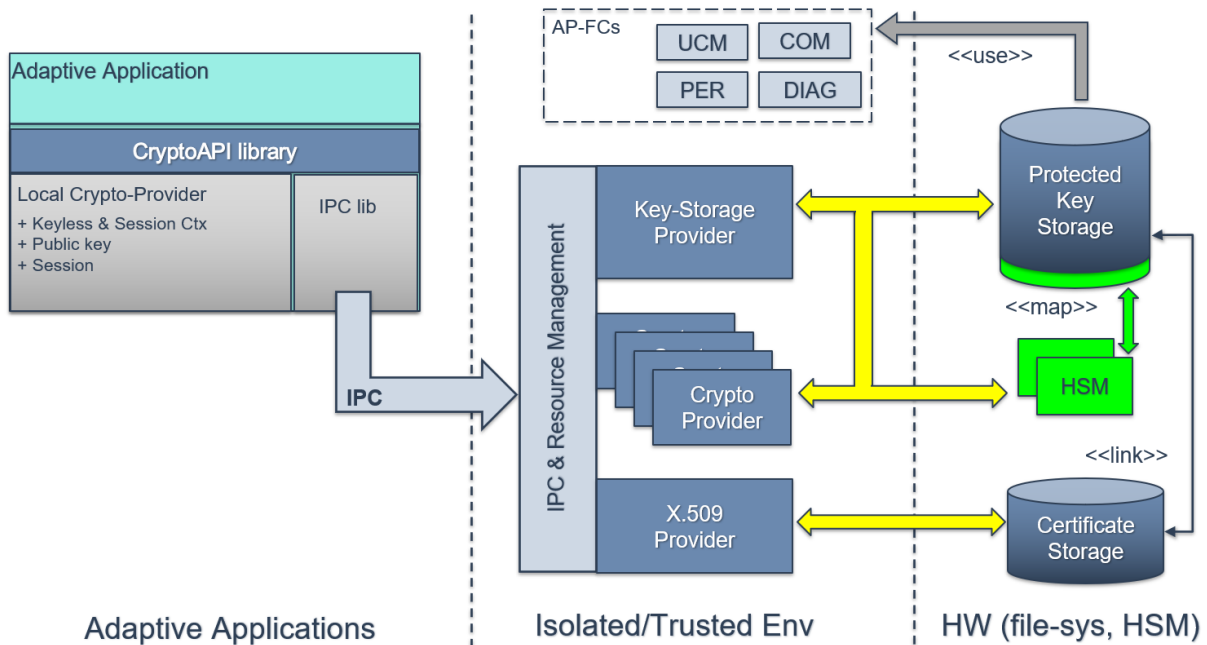 Adaptive Application
CryptoAPI library
Local Crypto-Provider
+ Keyless & Session Ctx
+ Public key
+ Session
IPC lib
IPC
AP-FCs
UCM
COM
PER
DIAG
<<use>>
IPC & Resource Management
Key-Storage
Provider
Crypto
Provider
X.509
Provider
Protected
Key
Storage
<<map>>
HSM
<<link>>
Certificate
Storage
Adaptive Applications
Isolated/Trusted Env
HW (file-sys, HSM)